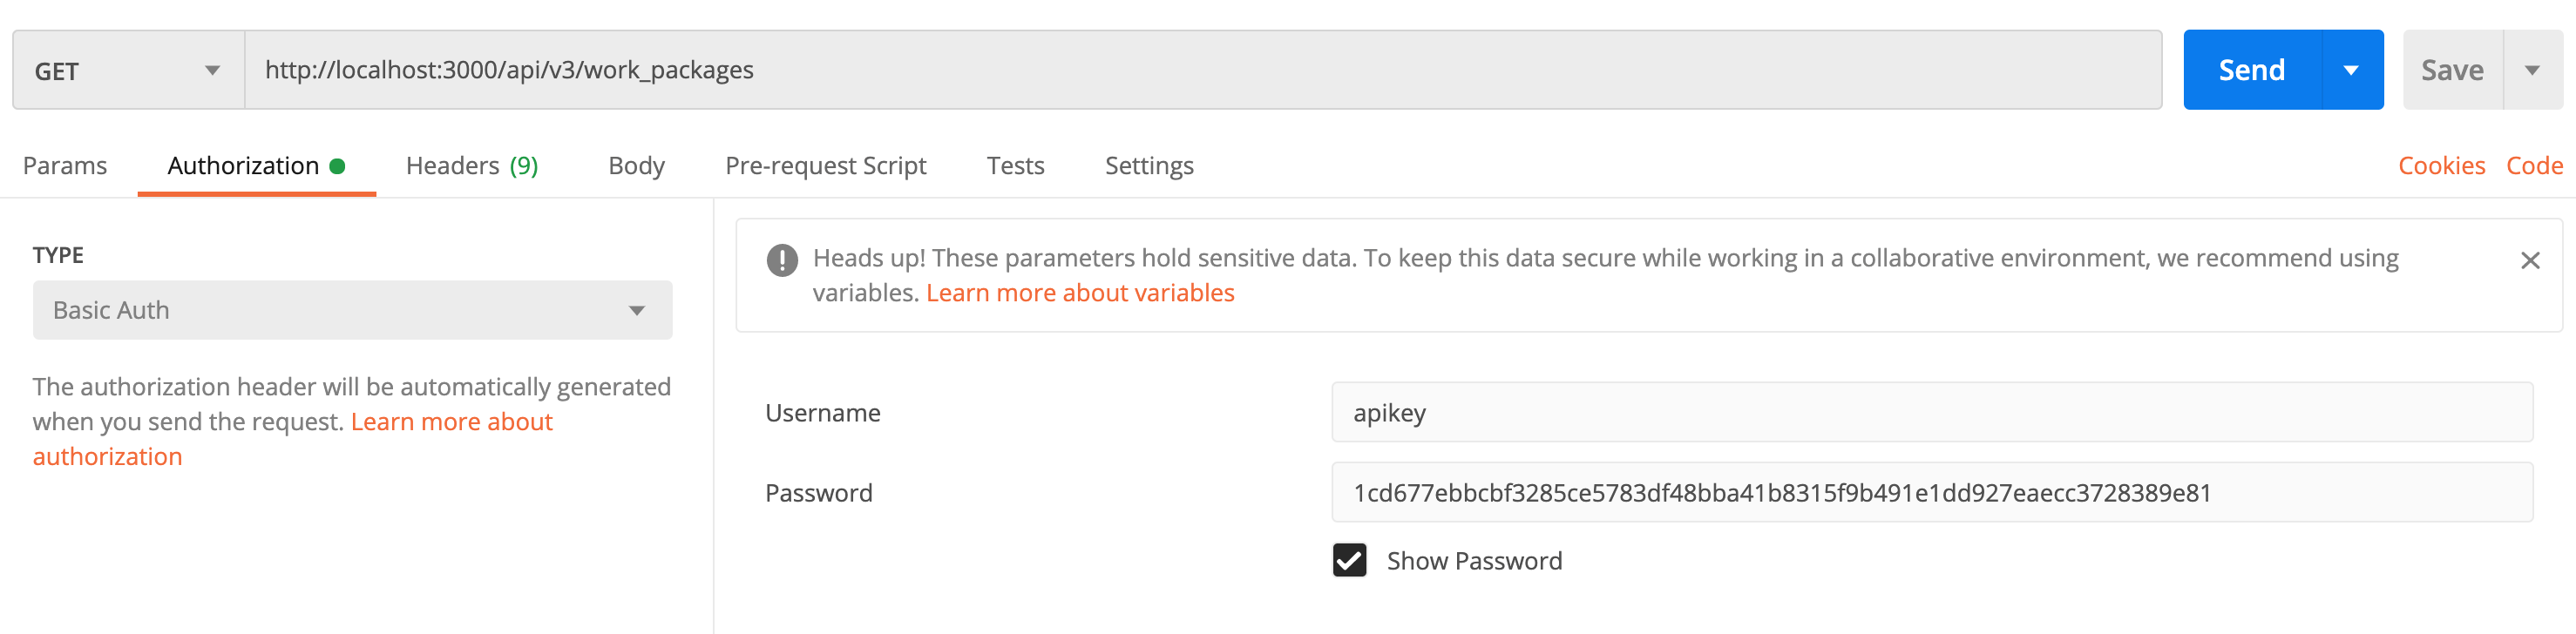 GET
http://localhost:3000/api/v3/work_packages
Send
Save
Params
Authorization
Headers (9)
Body
Pre-request Script
Tests
Settings
Cookies
Code
TYPE
Basic Auth
The authorization header will be automatically generated
when you send the request. Learn more about
authorization
Heads up! These parameters hold sensitive data. To keep this data secure while working in a collaborative environment, we recommend using
variables. Learn more about variables
Username
apikey
Password
1cd677ebbcbf3285ce5783df48bba41b8315f9b491e1dd927eaecc3728389e81
Show Password